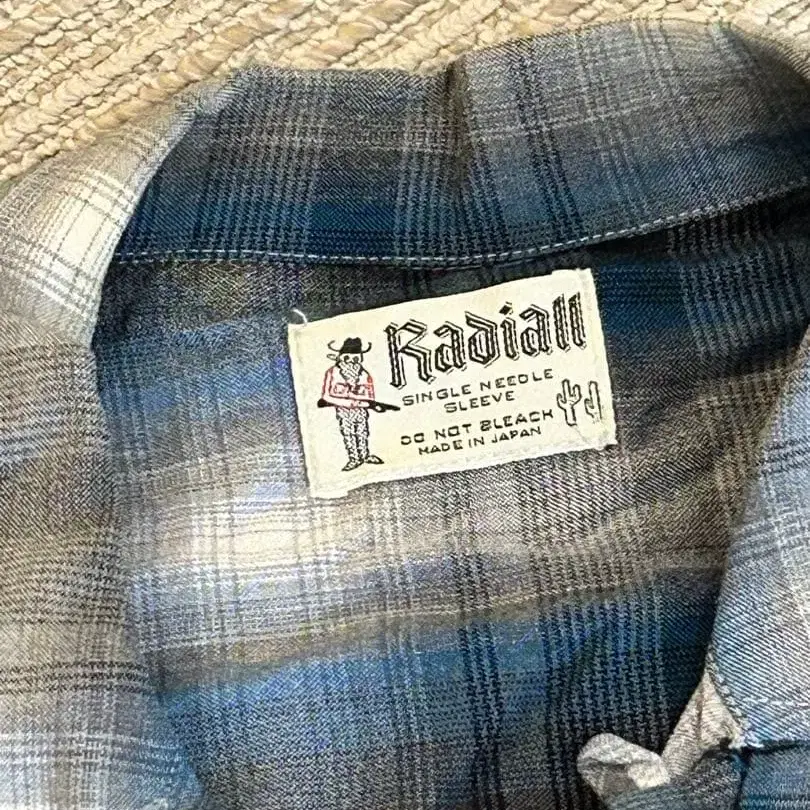 Radiall
SINGLE NEEDLE
SLEEVE
DO NOT BLEACH
MADE IN JAPAN